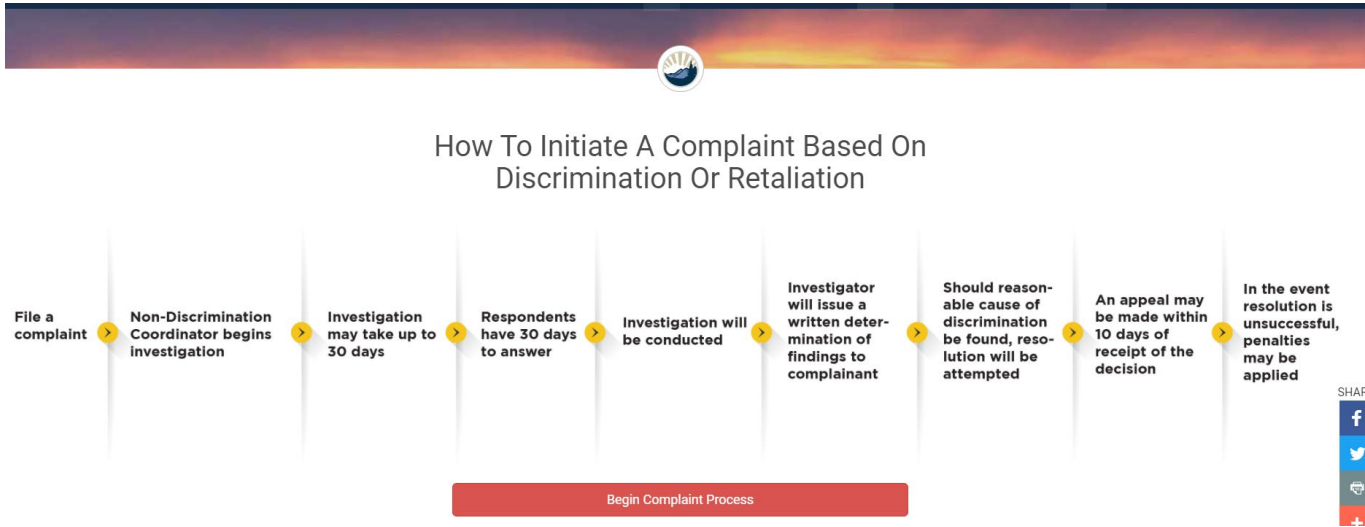 How To Initiate A Complaint Based On
Discrimination Or Retaliation
File a
complaint
Non-Discrimination
Coordinator begins
investigation
Investigation
may take up to
30 days
Respondents
have 30 days
to answer
Investigation will
be conducted
Investigator
will issue a
written deter-
mination of
findings to
complainant
Should reason-
able cause of
discrimination
be found, reso-
lution will be
attempted
An appeal may
be made within
10 days of
receipt of the
decision
In the event
resolution is
unsuccessful,
penalties
may be
applied
SHAR
Begin Complaint Process